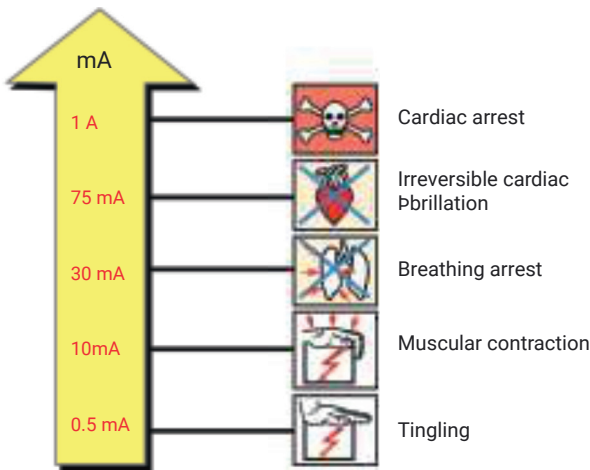 mA
1 A
Cardiac arrest
75 mA
Irreversible cardiac
Þbrillation
30 mA
Breathing arrest
10mA
Muscular contraction
0.5 mA
Tingling